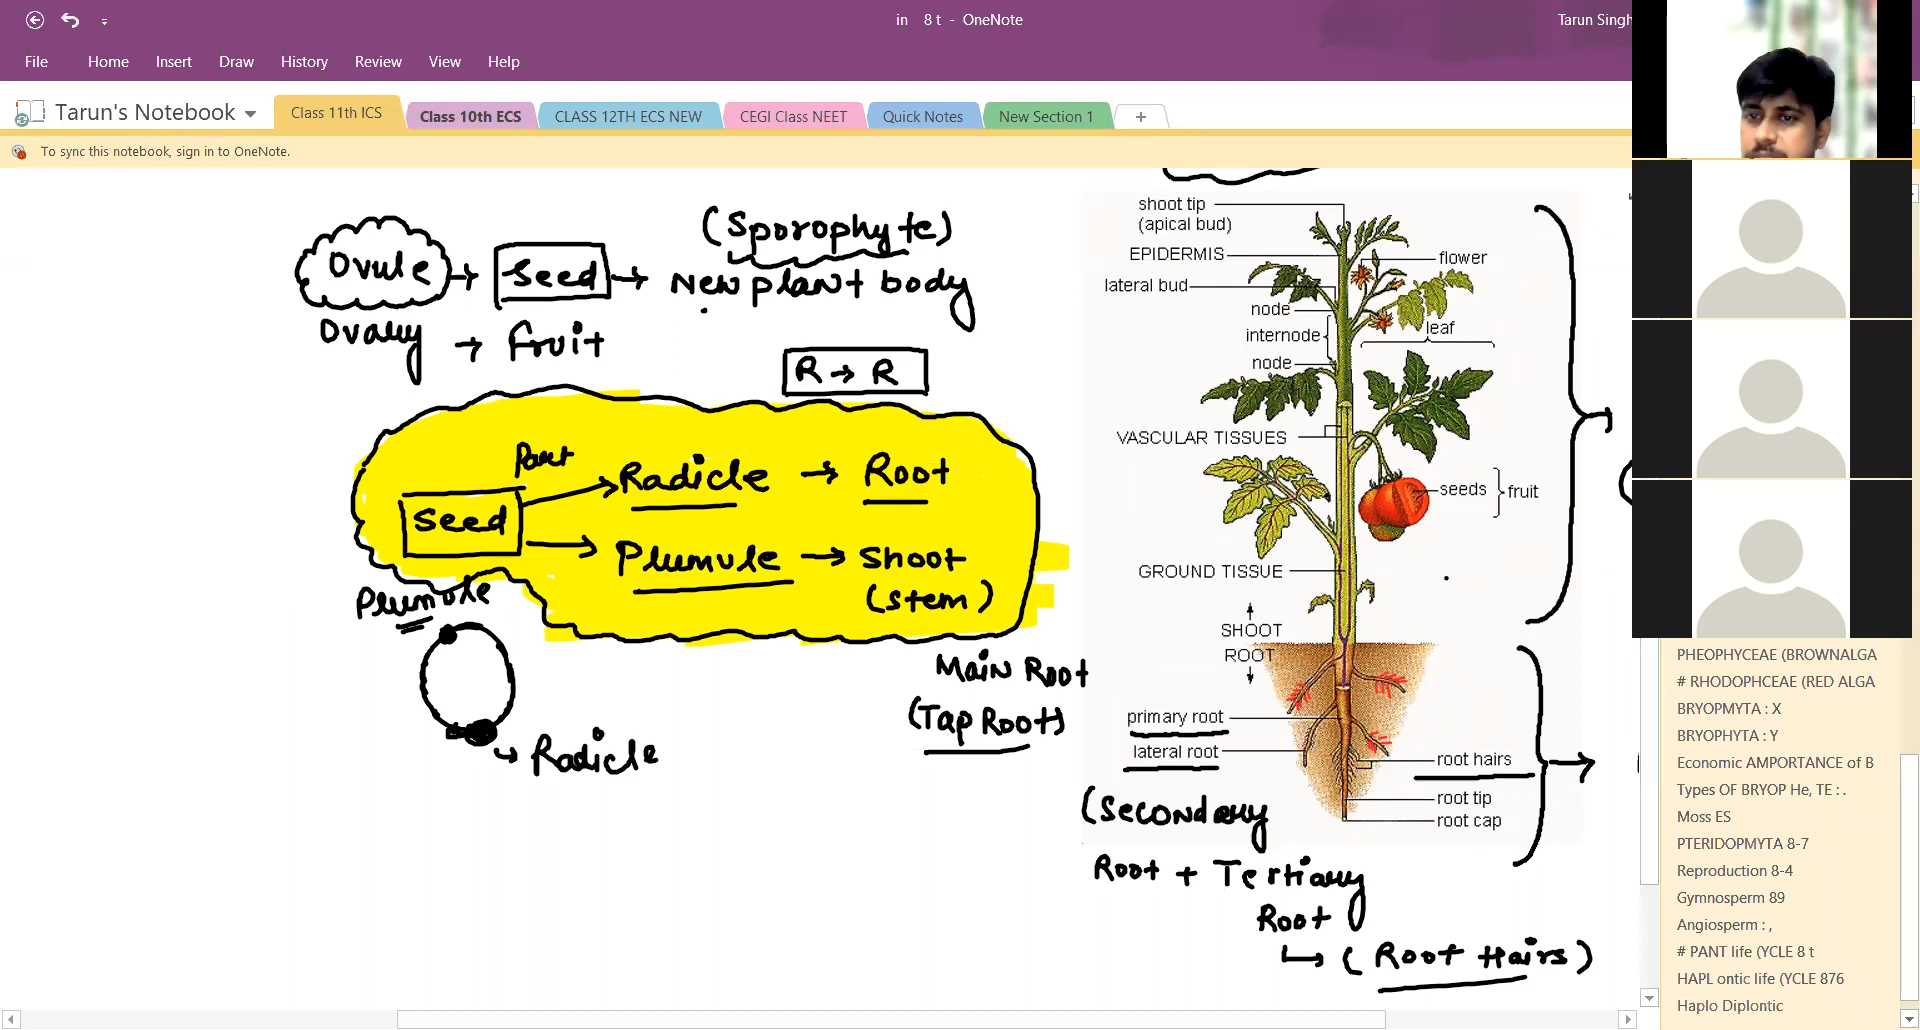 in 8 t - OneNote
Tarun Singh
File Home Insert Draw History Review View Help
Tarun's Notebook
Class 11th ICS
Class 10th ECS
CLASS 12TH ECS NEW
CEGI Class NEET
Quick Notes
New Section 1
+
To sync this notebook, sign in to OneNote.
(Sporophyte)
Ovule → Seed → New plant body
Ovary → Fruit
R → R
Part
Seed
Radicle → Root
Plumule → Shoot
(Stem)
Plumule
→ Radicle
Main Root
(Tap Root)
shoot tip
(apical bud)
EPIDERMIS
lateral bud
node
internode
node
flower
leaf
VASCULAR TISSUES
seeds
fruit
GROUND TISSUE
SHOOT
ROOT
primary root
lateral root
root hairs
root tip
root cap
(Secondary
Root + Tertiary
Root
→ (Root Hairs)
PHEOPHYCEAE (BROWNALGA
# RHODOPHCEAE (RED ALGA
BRYOPMYTA : X
BRYOPHYTA : Y
Economic AMPORTANCE of B
Types OF BRYOP He, TE : .
Moss ES
PTERIDOPMYTA 8-7
Reproduction 8-4
Gymnosperm 89
Angiosperm : ,
# PANT life (YCLE 8 t
HAPL ontic life (YCLE 876
Haplo Diplontic